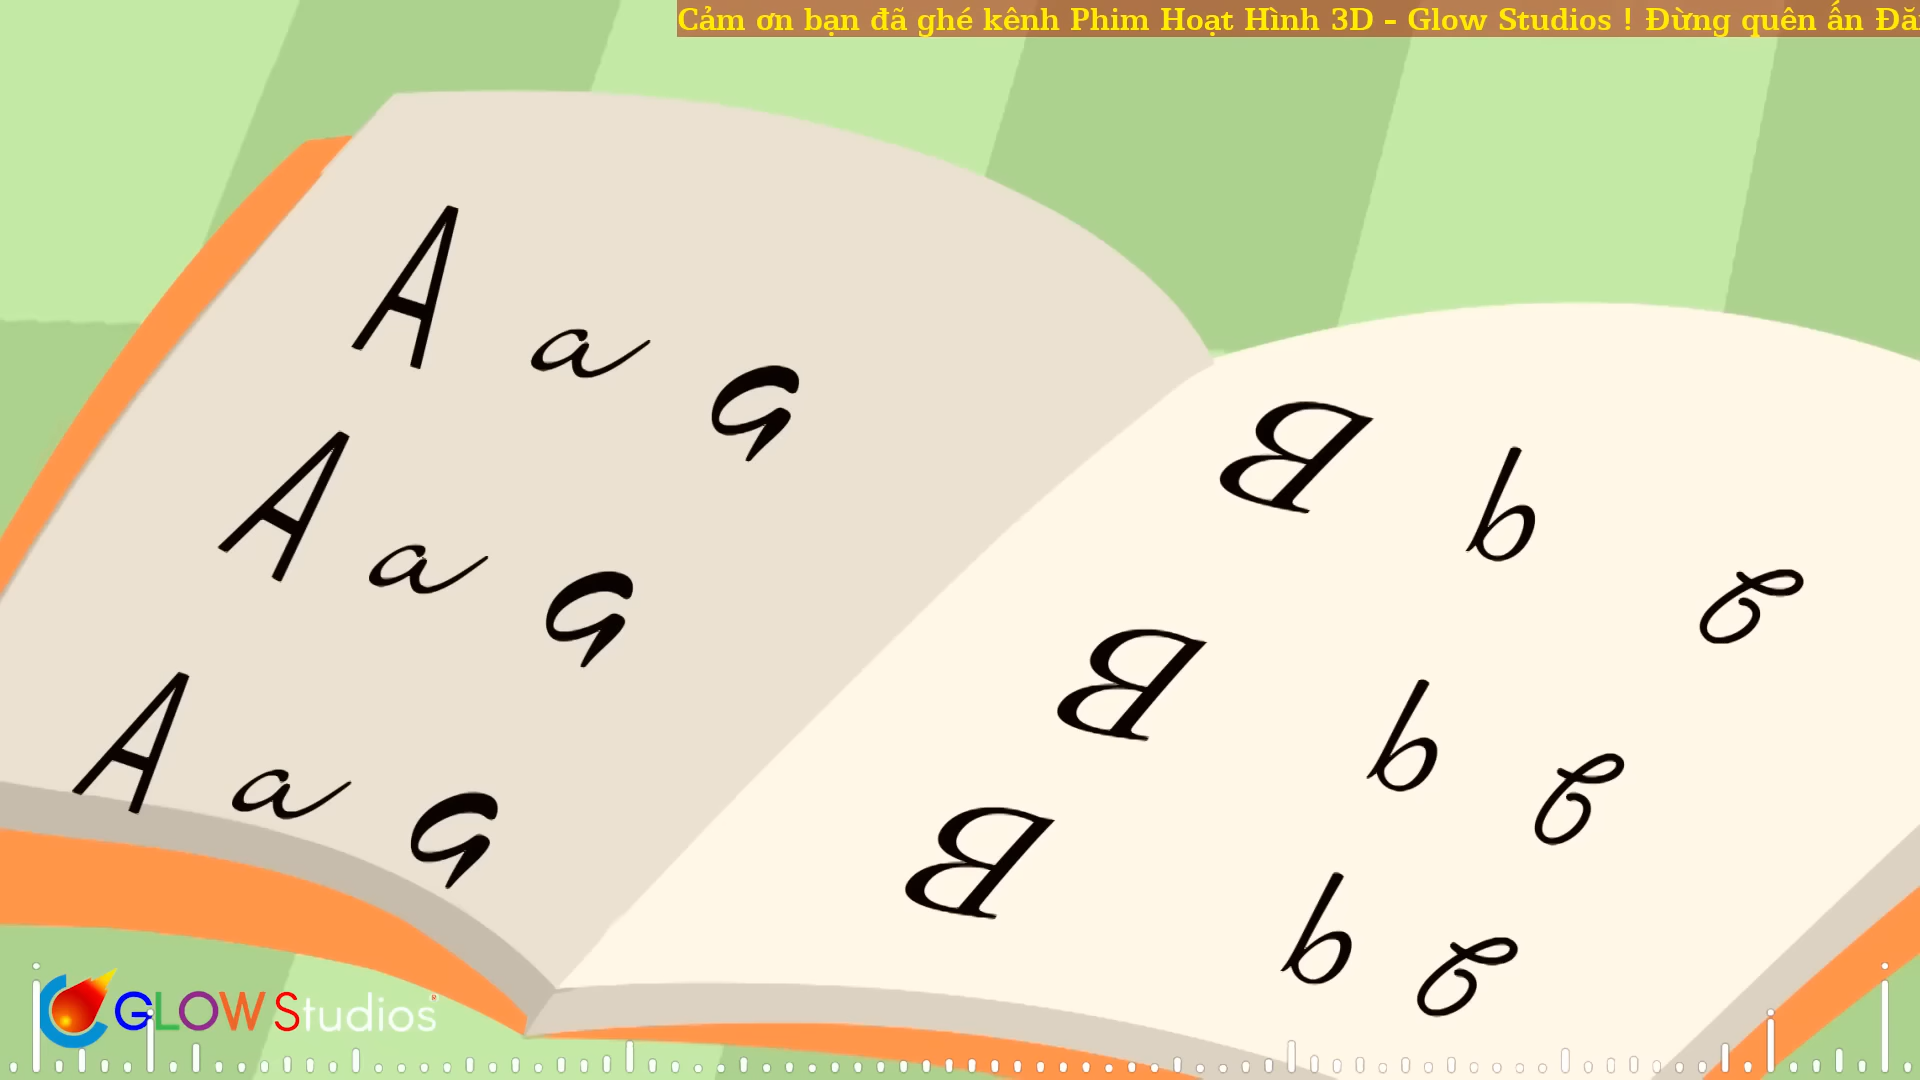 Cảm ơn bạn đã ghé kênh Phim Hoạt Hình 3D - Glow Studios ! Đừng quên ấn
A a a
A a a
A a a
B b b
B b b
B b b
GLOW Studios